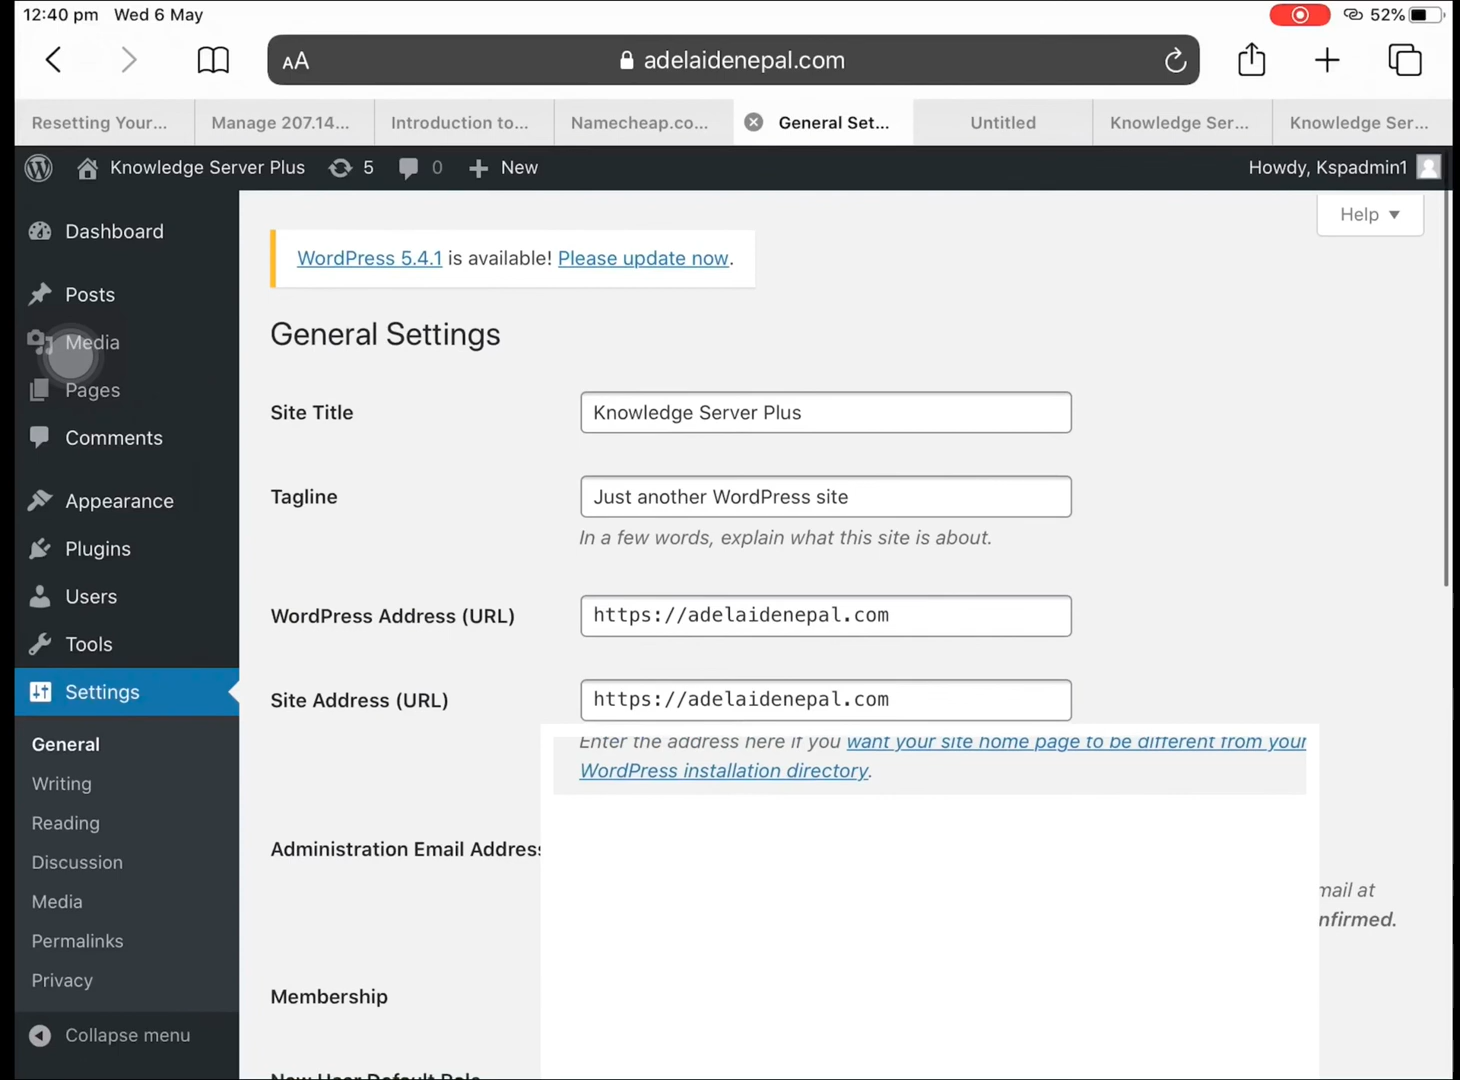 12:40 pm Wed 6 May
52%
AA adelaidenepal.com
Resetting Your... Manage 207.14... Introduction to... Namecheap.co... General Set... Untitled Knowledge Ser... Knowledge Ser...
Knowledge Server Plus 5 0 New Howdy, Kspadmin1
Help
Dashboard
Posts
Media
Pages
Comments
Appearance
Plugins
Users
Tools
Settings
General
Writing
Reading
Discussion
Media
Permalinks
Privacy
Collapse menu
WordPress 5.4.1 is available! Please update now.
General Settings
Site Title Knowledge Server Plus
Tagline Just another WordPress site
In a few words, explain what this site is about.
WordPress Address (URL) https://adelaidenepal.com
Site Address (URL) https://adelaidenepal.com
Enter the address here if you want your site home page to be different from your
WordPress installation directory.
Administration Email Address
mail at
nfirmed.
Membership
New User Default Role